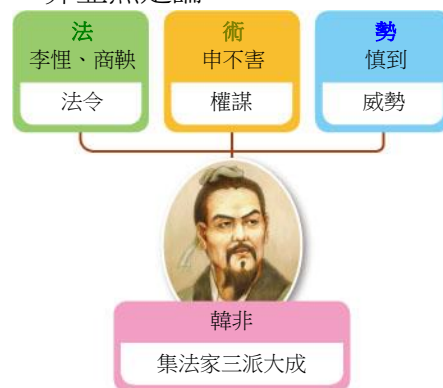 法
李悝、商鞅
法令
術
申不害
權謀
勢
慎到
威勢
韓非
集法家三派大成